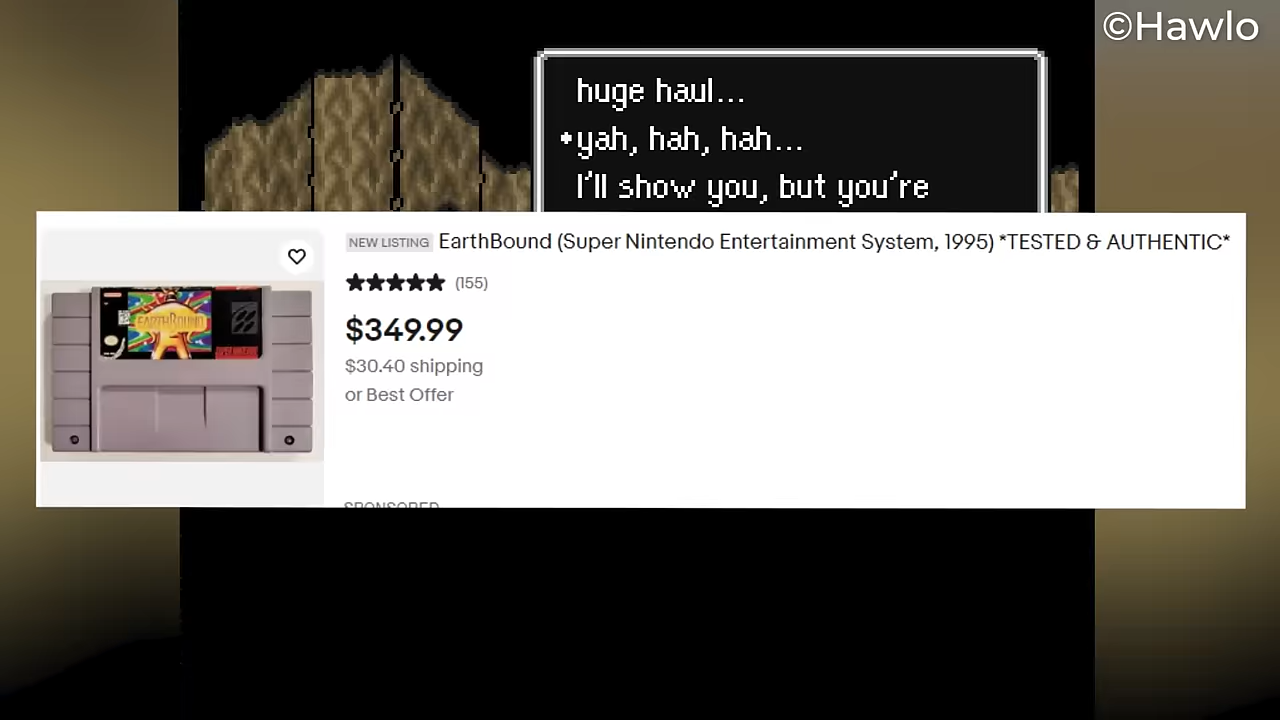 ©Hawlo
huge haul...
•yah, hah, hah...
I'll show you, but you're
NEW LISTING EarthBound (Super Nintendo Entertainment System, 1995) *TESTED & AUTHENTIC*
(155)
EARTHBOUND
$349.99
$30.40 shipping
or Best Offer
SPONSORED